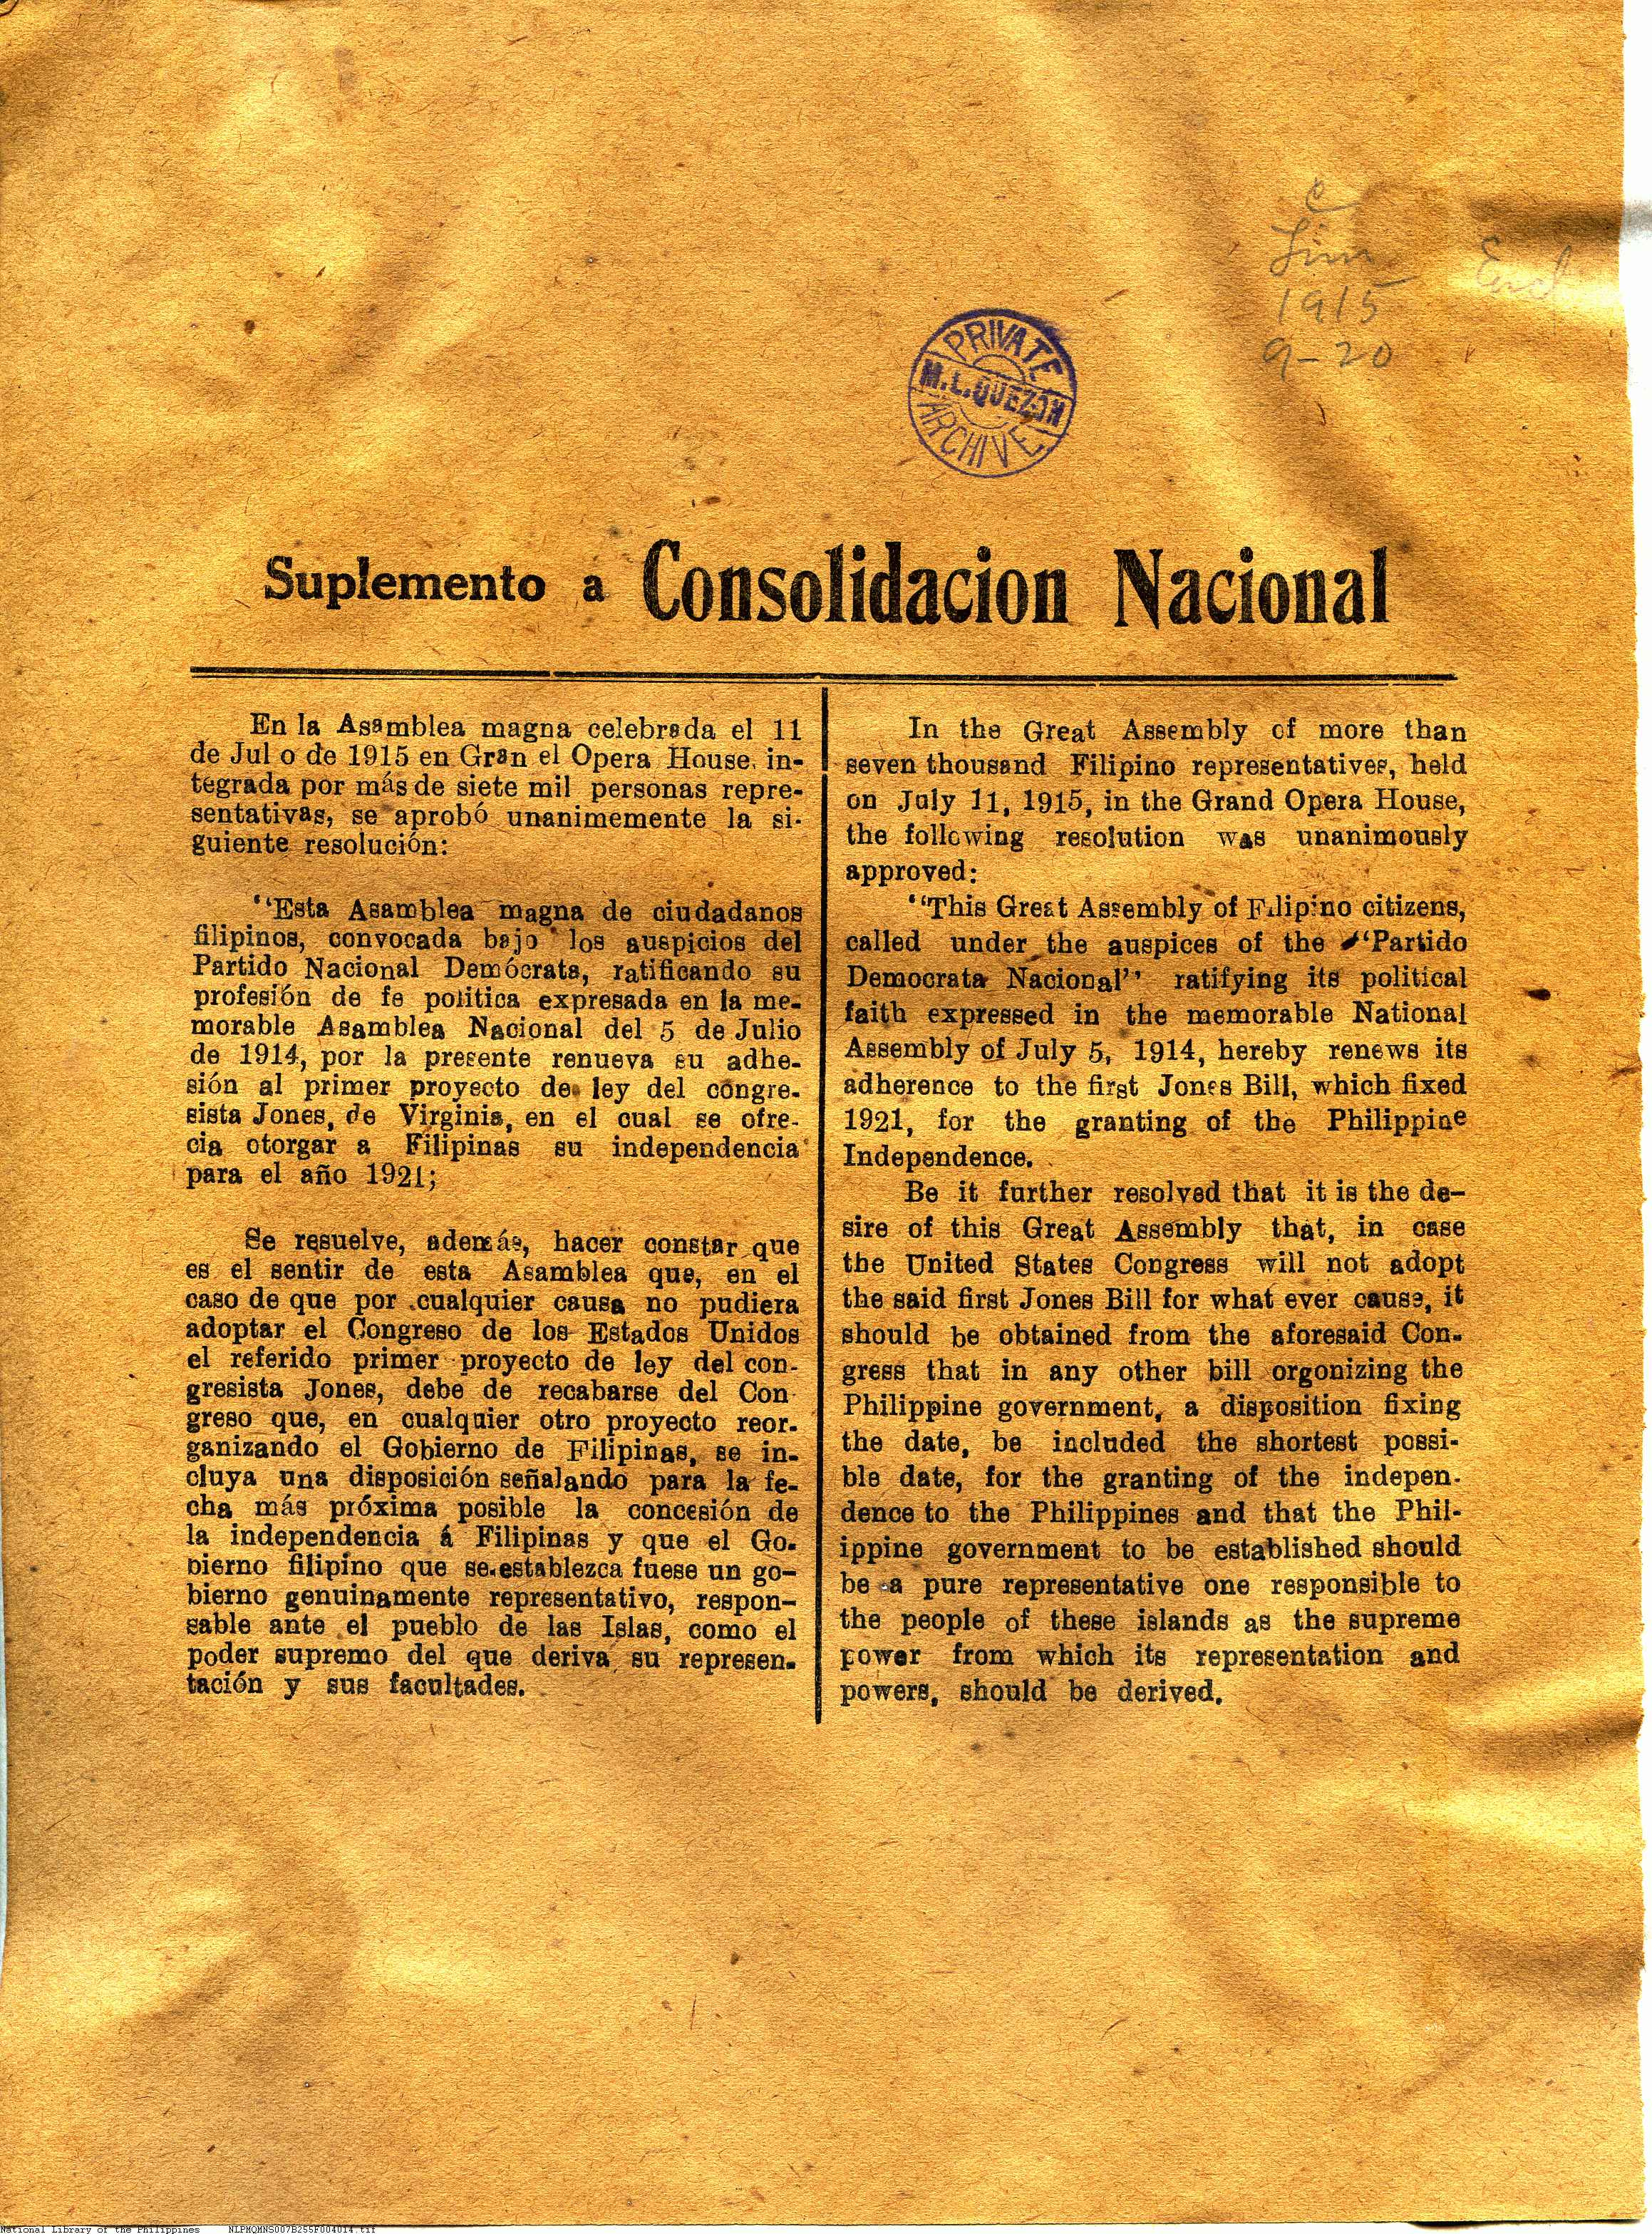 c
Lim
1915
9-20
End
PRIVATE
M.L.QUEZON
ARCHIVE
Suplemento a Consolidacion Nacional
En la Asamblea magna celebrada el 11
de Jul o de 1915 en Gran el Opera House, in-
tegrada por más de siete mil personas repre-
sentativas, se aprobó unanimemente la si-
guiente resolución:
"Esta Asamblea magna de ciudadanos
filipinos, convocada bajo los auspicios del
Partido Nacional Demócrata, ratificando su
profesión de fe politica expresada en la me-
morable Asamblea Nacional del 5 de Julio
de 1914, por la presente renueva su adhe-
sión al primer proyecto de ley del congre-
sista Jones, de Virginia, en el cual se ofre-
cia otorgar a Filipinas su independencia
para el año 1921;
Se resuelve, además, hacer constar que
es el sentir de esta Asamblea que, en el
caso de que por cualquier causa no pudiera
adoptar el Congreso de los Estados Unidos
el referido primer proyecto de ley del con-
gresista Jones, debe de recabarse del Con-
greso que, en cualquier otro proyecto reor-
ganizando el Gobierno de Filipinas, se in-
cluya una disposición señalando para la fe-
cha más próxima posible la concesión de
la independencia á Filipinas y que el Go-
bierno filipino que se establezca fuese un go-
bierno genuinamente representativo, respon-
sable ante el pueblo de las Islas, como el
poder supremo del que deriva su represen-
tación y sus facultades.
In the Great Assembly of more than
seven thousand Filipino representatives, held
on July 11, 1915, in the Grand Opera House,
the following resolution was unanimously
approved:
"This Great Assembly of Filipino citizens,
called under the auspices of the "Partido
Democrata Nacional" ratifying its political
faith expressed in the memorable National
Assembly of July 5, 1914, hereby renews its
adherence to the first Jones Bill, which fixed
1921, for the granting of the Philippine
Independence.
Be it further resolved that it is the de-
sire of this Great Assembly that, in case
the United States Congress will not adopt
the said first Jones Bill for what ever cause, it
should be obtained from the aforesaid Con-
gress that in any other bill orgonizing the
Philippine government, a disposition fixing
the date, be included the shortest possi-
ble date, for the granting of the indepen-
dence to the Philippines and that the Phil-
ippine government to be established should
be a pure representative one responsible to
the people of these islands as the supreme
power from which its representation and
powers, should be derived.
National Library of the Philippines NLPMQMNS007B255F004014.tif